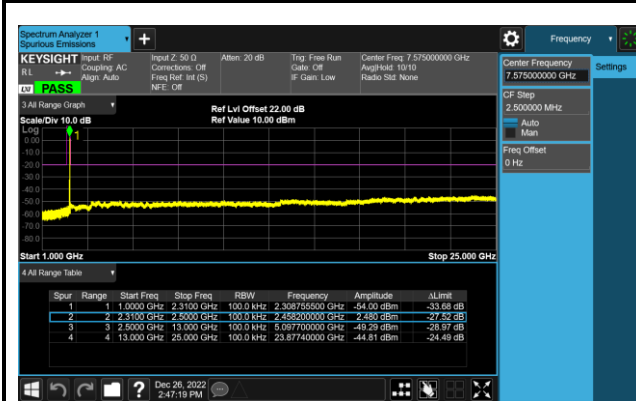 Spectrum Analyzer 1
Spurious Emissions
Frequency
KEYSIGHT
Input: RF
Input Z: 50 Ω
Atten: 20 dB
Trig: Free Run
Center Freq: 7.575000000 GHz
RL
Coupling: AC
Corrections: Off
Gate: Off
Avg|Hold: 10/10
Align: Auto
Freq Ref: Int (S)
IF Gain: Low
Radio Std: None
NFE: Off
LXI
PASS
Center Frequency
7.575000000 GHz
Settings
CF Step
2.500000 MHz
Auto
Man
Freq Offset
0 Hz
3 All Range Graph
Ref Lvl Offset 22.00 dB
Scale/Div 10.0 dB
Ref Value 10.00 dBm
Log
1
0.00
-10.0
-20.0
-30.0
-40.0
-50.0
-60.0
-70.0
-80.0
Start 1.000 GHz
Stop 25.000 GHz
4 All Range Table
Spur Range Start Freq Stop Freq RBW Frequency Amplitude ΔLimit
1 1 1.0000 GHz 2.3100 GHz 100.0 kHz 2.308755500 GHz -54.00 dBm -33.68 dB
2 2 2.3100 GHz 2.5000 GHz 100.0 kHz 2.458200000 GHz 2.480 dBm -27.52 dB
3 3 2.5000 GHz 13.000 GHz 100.0 kHz 5.097700000 GHz -49.29 dBm -28.97 dB
4 4 13.000 GHz 25.000 GHz 100.0 kHz 23.87740000 GHz -44.81 dBm -24.49 dB
?
Dec 26, 2022
2:47:19 PM